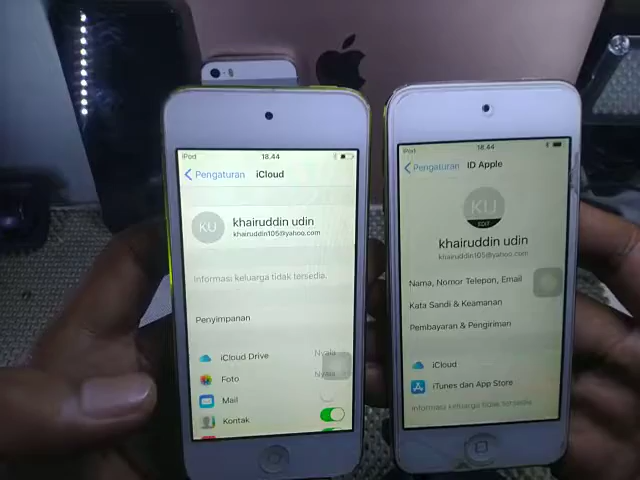 iPod
18.44
Pengaturan
iCloud
KU
khairuddin udin
khairuddin105@yahoo.com
Informasi keluarga tidak tersedia.
Penyimpanan
iCloud Drive
Nyala
Foto
Nyala
Mail
Kontak
iPod
18.44
Pengaturan
ID Apple
KU
EDIT
khairuddin udin
khairuddin105@yahoo.com
Nama, Nomor Telepon, Email
Kata Sandi & Keamanan
Pembayaran & Pengiriman
iCloud
iTunes dan App Store
Informasi keluarga tidak tersedia.